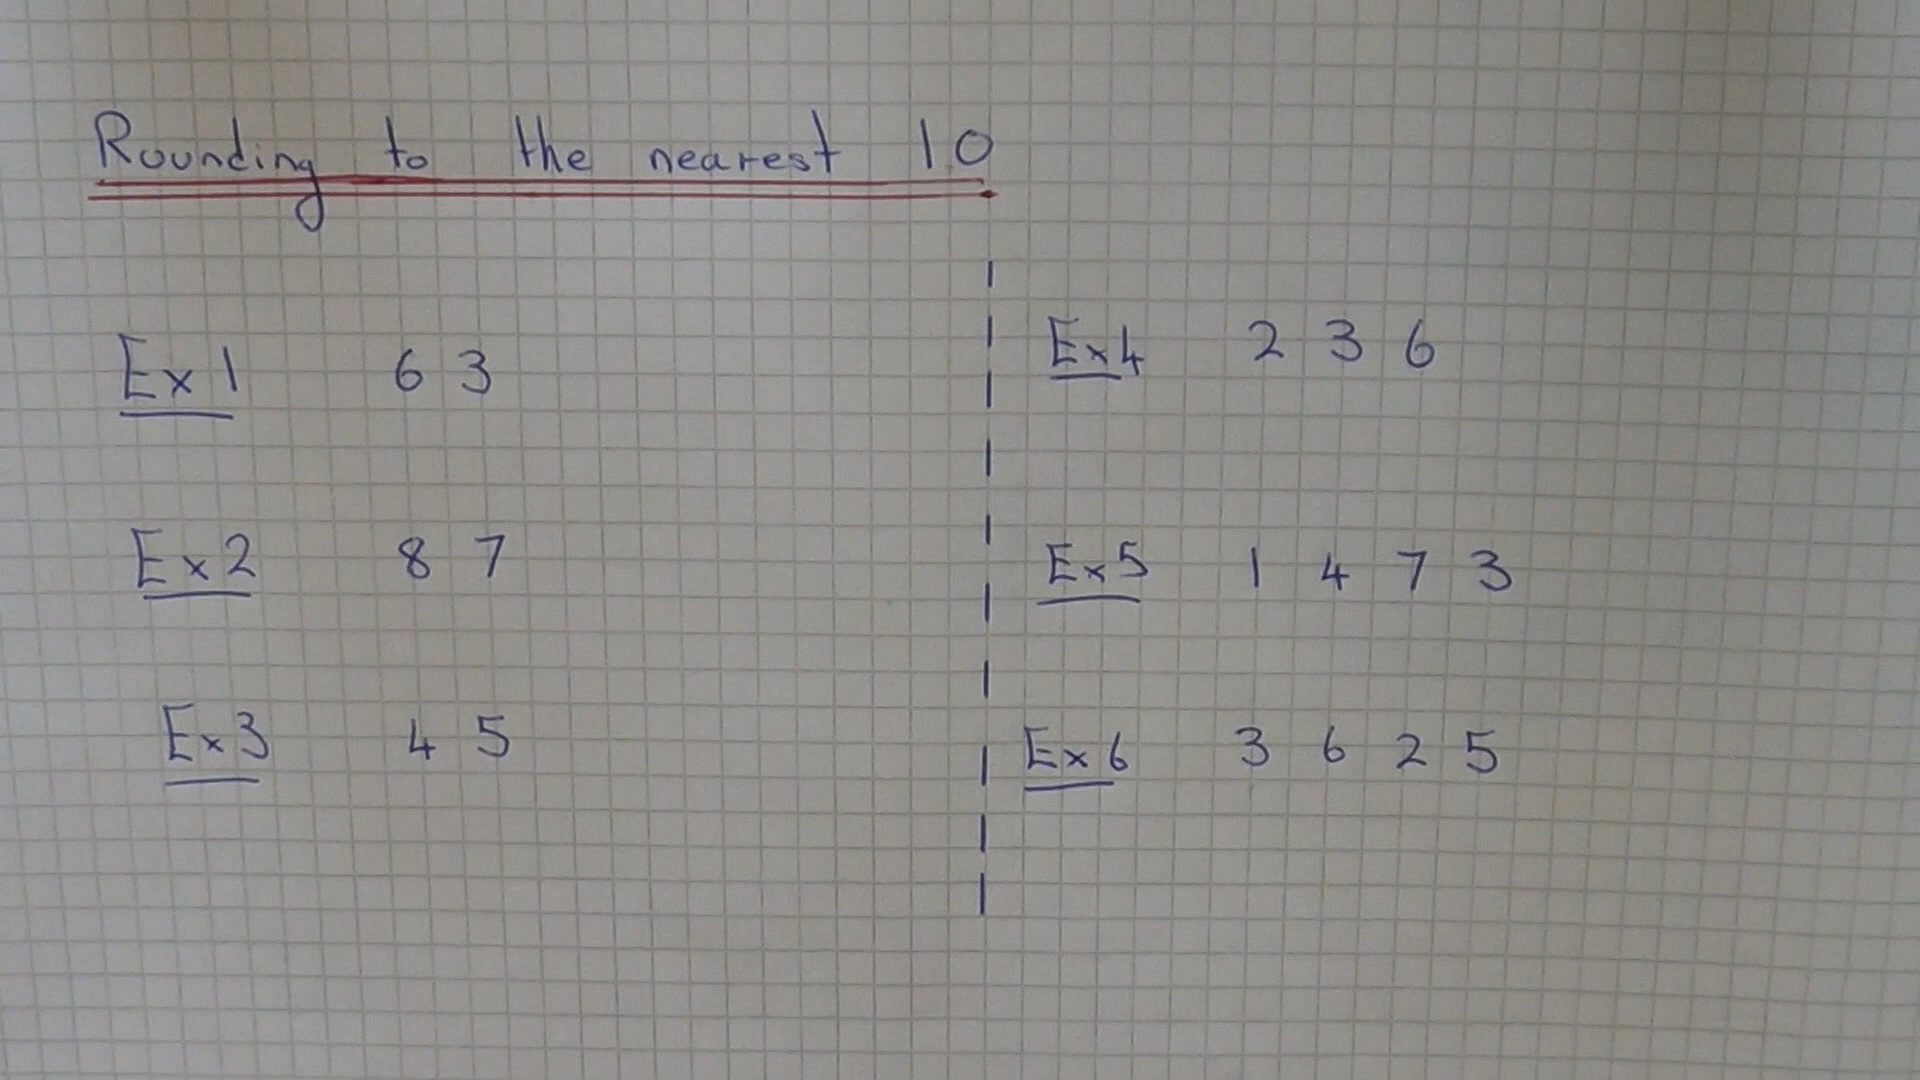 Rounding to the nearest 10
Ex 1 63
Ex 2 87
Ex 3 45
Ex 4 236
Ex 5 1473
Ex 6 3625